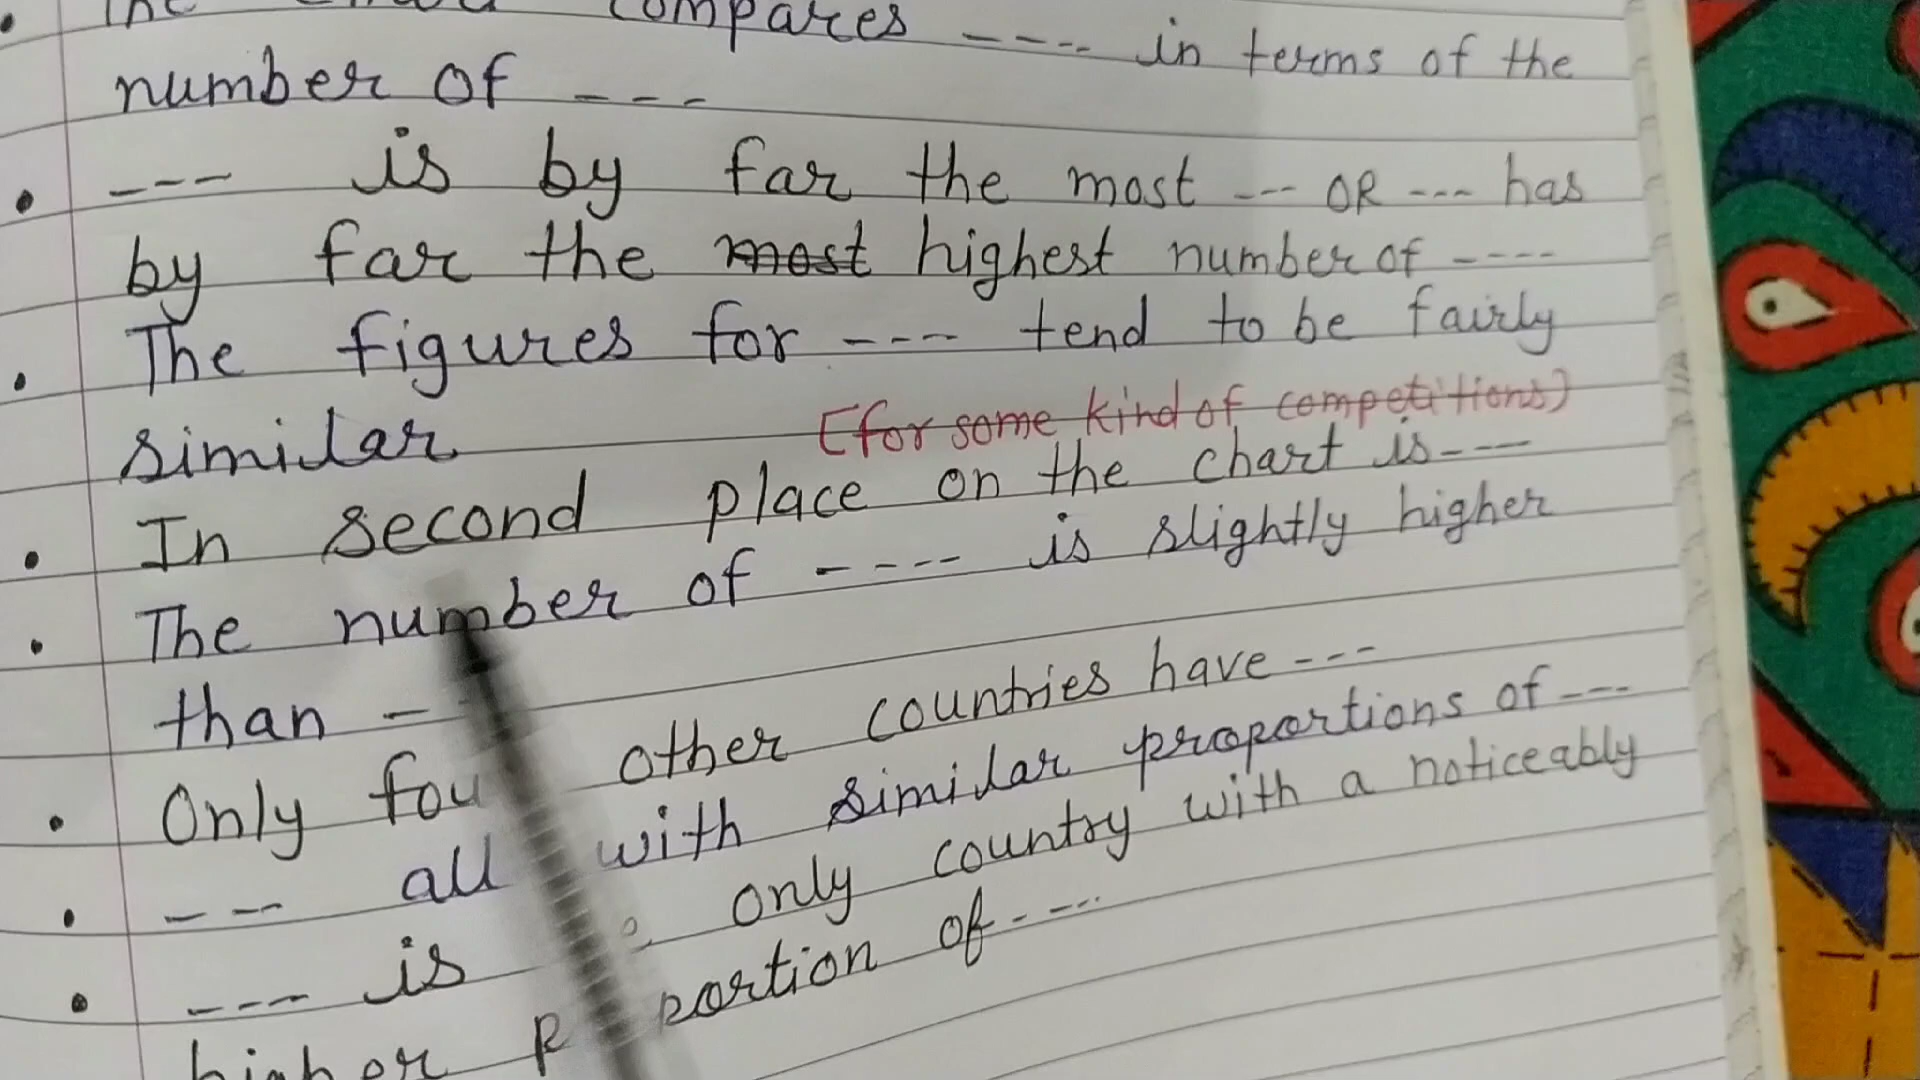 compares ---- in terms of the
number of ---
--- is by far the most --- OR --- has
by far the most highest number of ----
The figures for ---- tend to be fairly
similar
(for some kind of competitions)
In second place on the chart is ---
The number of ---- is slightly higher
than -
Only other countries have ---
--- all with similar proportions of ---
--- is only country with a noticeably
higher of ----